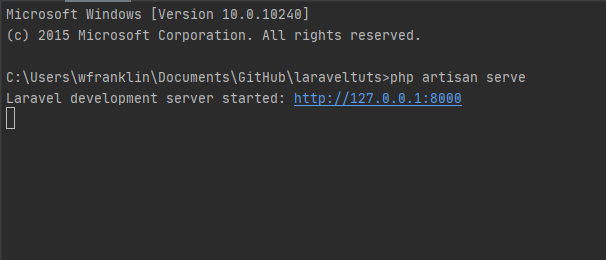 Microsoft Windows [Version 10.0.10240]
(c) 2015 Microsoft Corporation. All rights reserved.
C:\Users\wfranklin\Documents\GitHub\laraveltuts>php artisan serve
Laravel development server started: http://127.0.0.1:8000